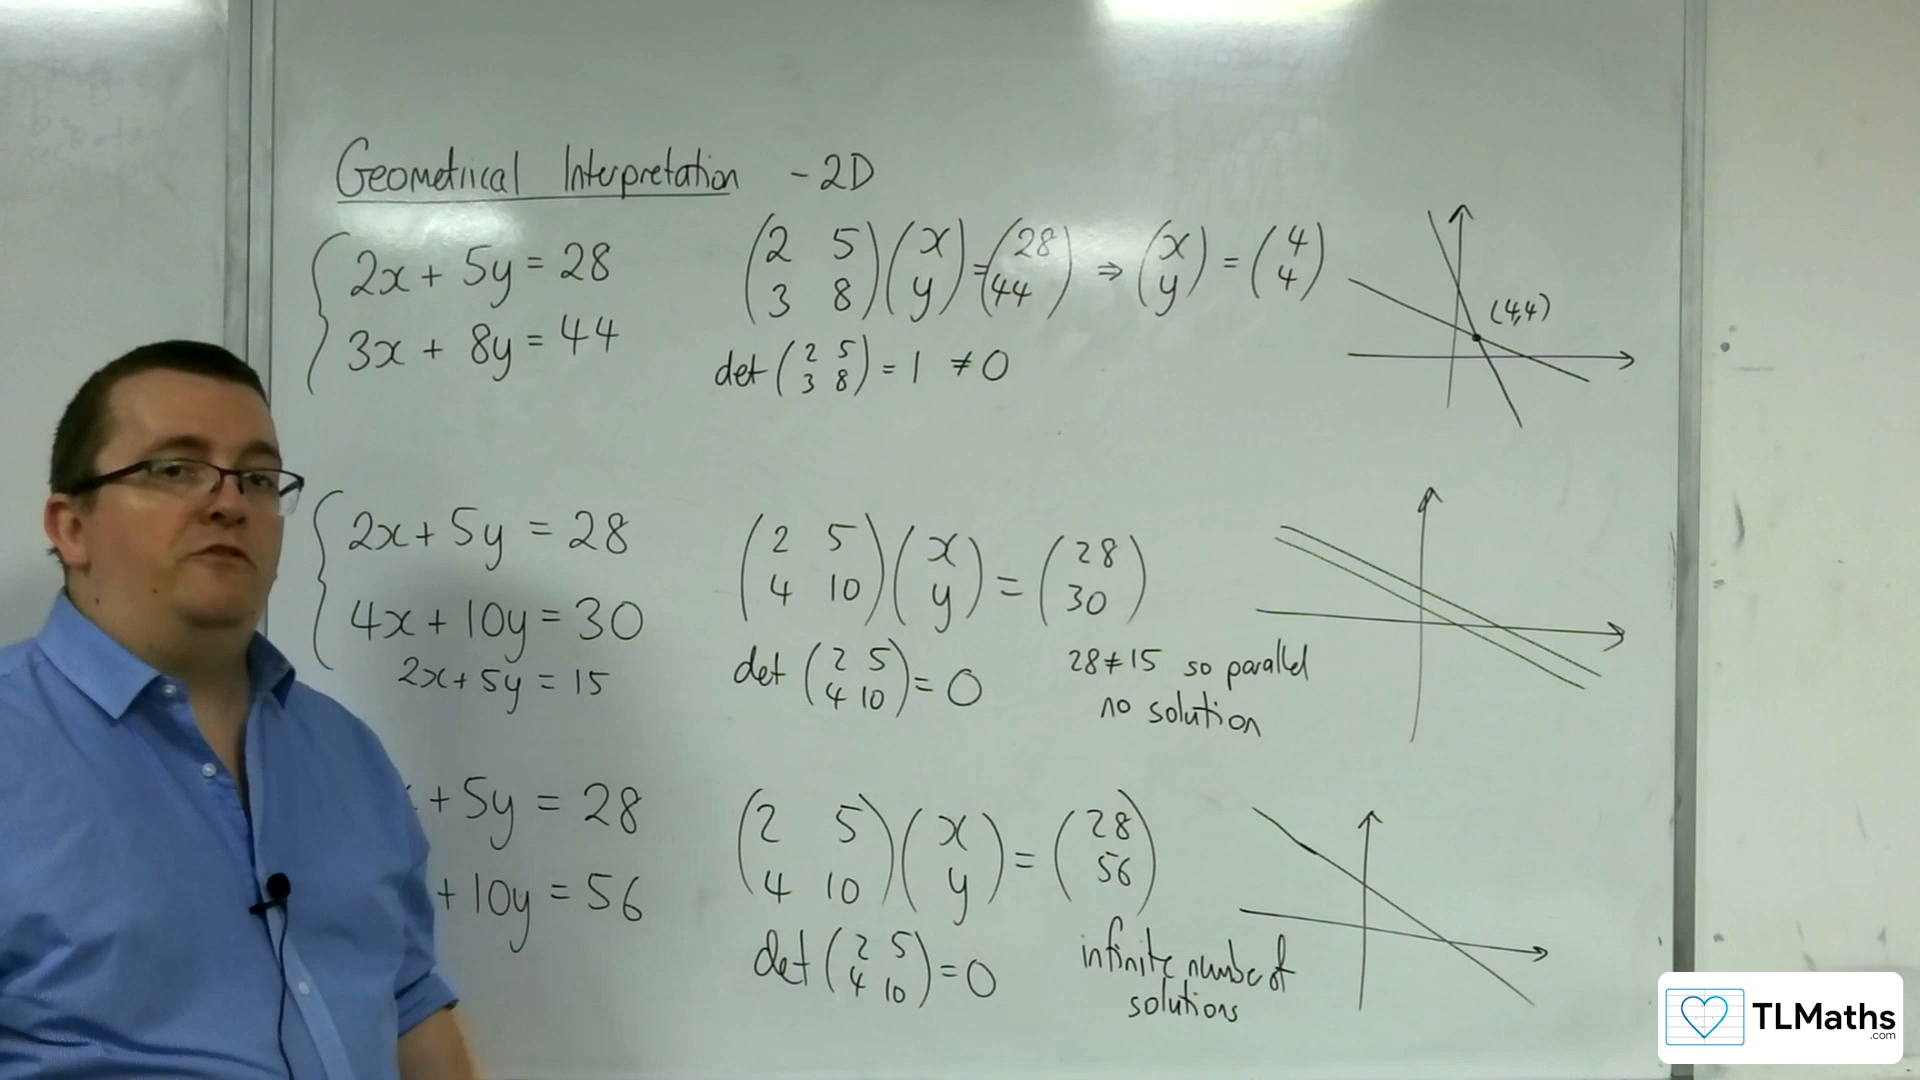 Geometrical Interpretation - 2D
2x + 5y = 28
3x + 8y = 44
(2 5
3 8)(x
y) = (28
44) ⇒ (x
y) = (4
4)
det (2 5
3 8) = 1 ≠ 0
(4,4)
2x + 5y = 28
4x + 10y = 30
2x + 5y = 15
(2 5
4 10)(x
y) = (28
30)
det (2 5
4 10) = 0
28 ≠ 15 so parallel
no solution
+ 5y = 28
+ 10y = 56
(2 5
4 10)(x
y) = (28
56)
det (2 5
4 10) = 0
infinite number of
solutions
TLMaths
.com